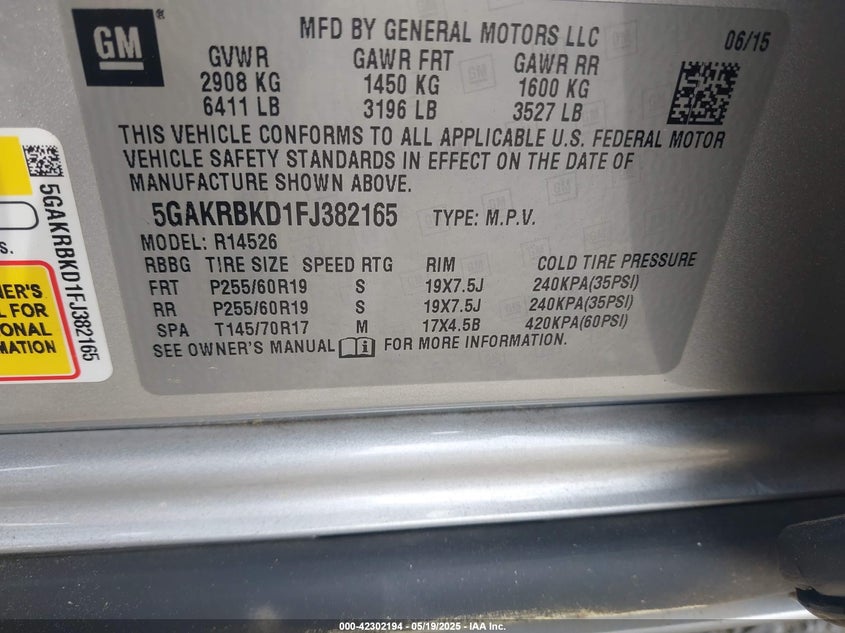 GM
®
MFD BY GENERAL MOTORS LLC
06/15
GVWR GAWR FRT GAWR RR
2908 KG 1450 KG 1600 KG
6411 LB 3196 LB 3527 LB
THIS VEHICLE CONFORMS TO ALL APPLICABLE U.S. FEDERAL MOTOR
VEHICLE SAFETY STANDARDS IN EFFECT ON THE DATE OF
MANUFACTURE SHOWN ABOVE.
5GAKRBKD1FJ382165 TYPE: M.P.V.
MODEL: R14526
RBBG TIRE SIZE SPEED RTG RIM COLD TIRE PRESSURE
FRT P255/60R19 S 19X7.5J 240KPA(35PSI)
RR P255/60R19 S 19X7.5J 240KPA(35PSI)
SPA T145/70R17 M 17X4.5B 420KPA(60PSI)
SEE OWNER'S MANUAL i FOR MORE INFORMATION.
5GAKRBKD1FJ382165
S.
NER'S
L FOR
IONAL
MATION
000-42302194 - 05/19/2025 - IAA Inc.